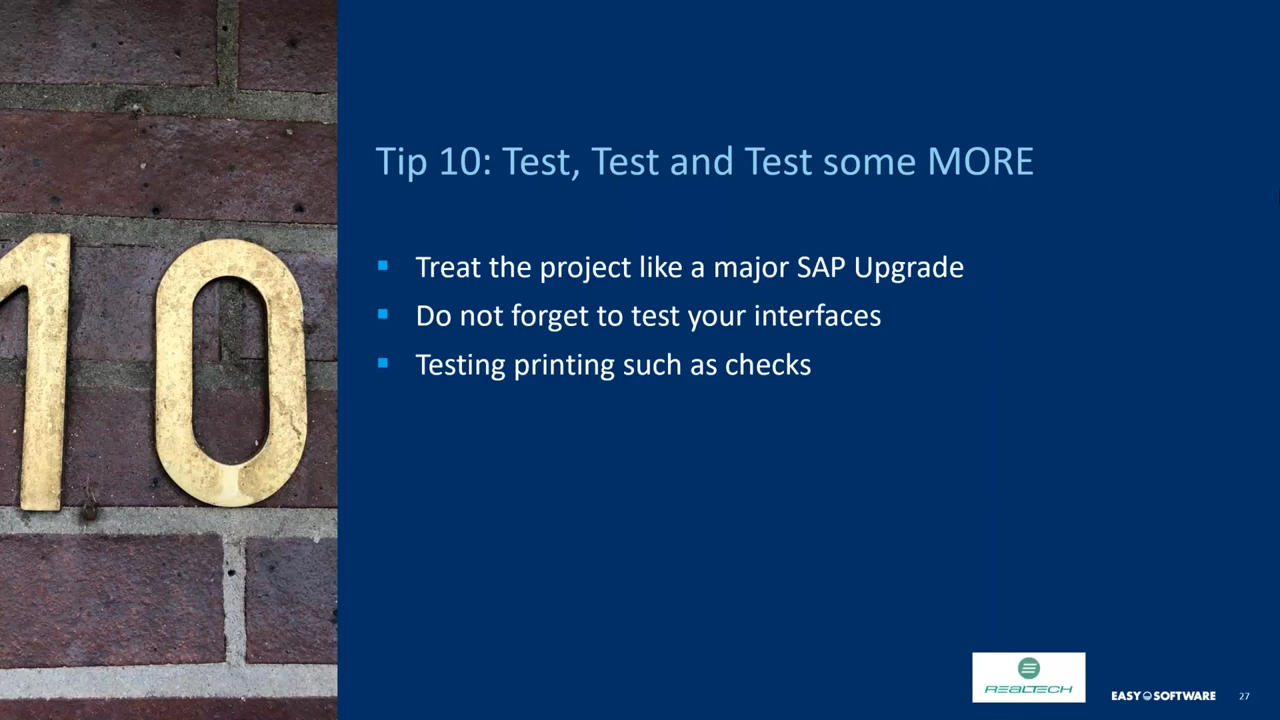 10
Tip 10: Test, Test and Test some MORE
Treat the project like a major SAP Upgrade
Do not forget to test your interfaces
Testing printing such as checks
REALTECH
EASY SOFTWARE
27